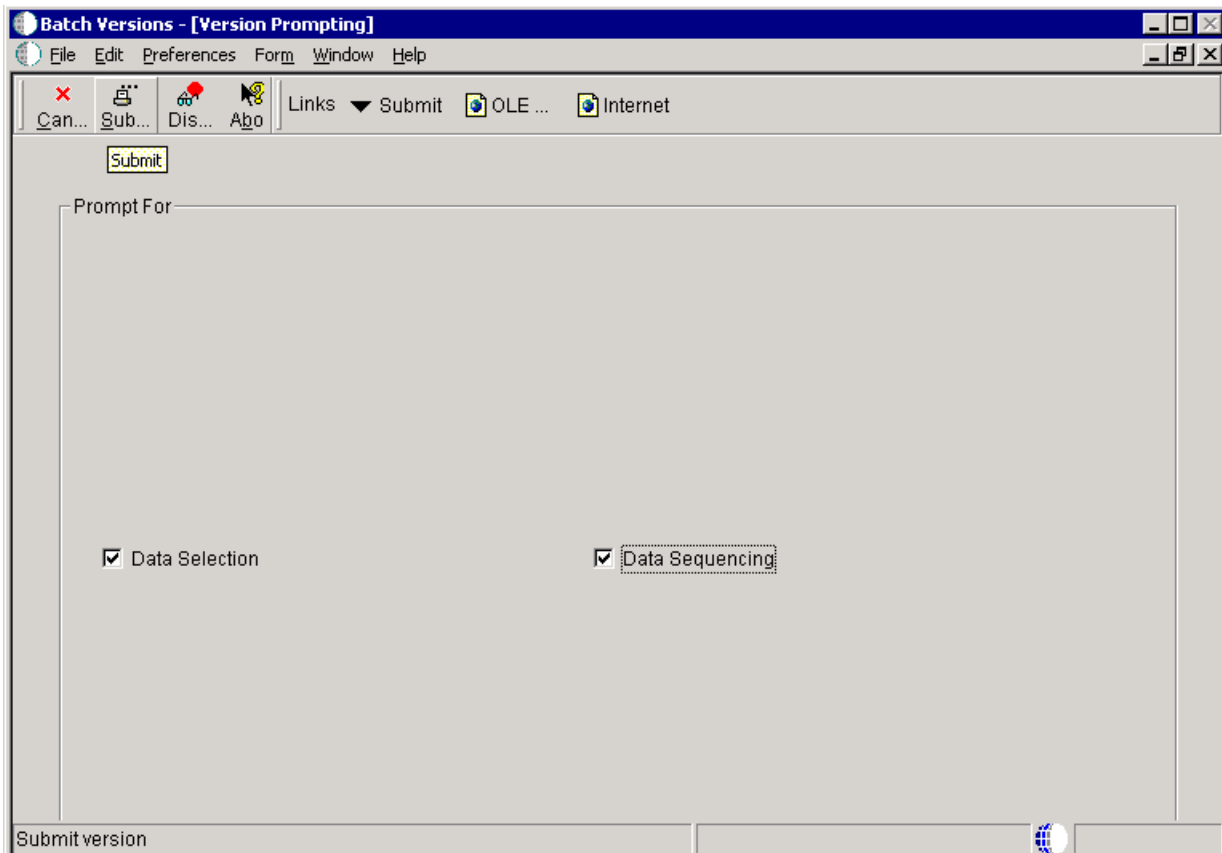 Batch Versions - [Version Prompting]
File Edit Preferences Form Window Help
Can... Sub... Dis... Abo Links Submit OLE ... Internet
Submit
Prompt For
Data Selection Data Sequencing
Submit version